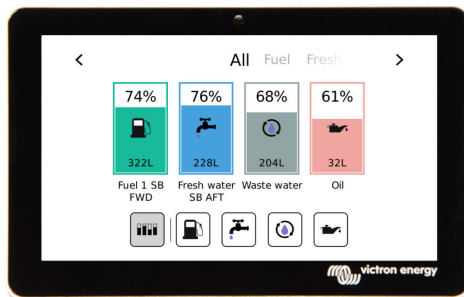 All Fuel Fresh
74% 76% 68% 61%
322L 228L 204L 32L
Fuel 1 SB Fresh water Waste water Oil
FWD SB AFT
victron energy